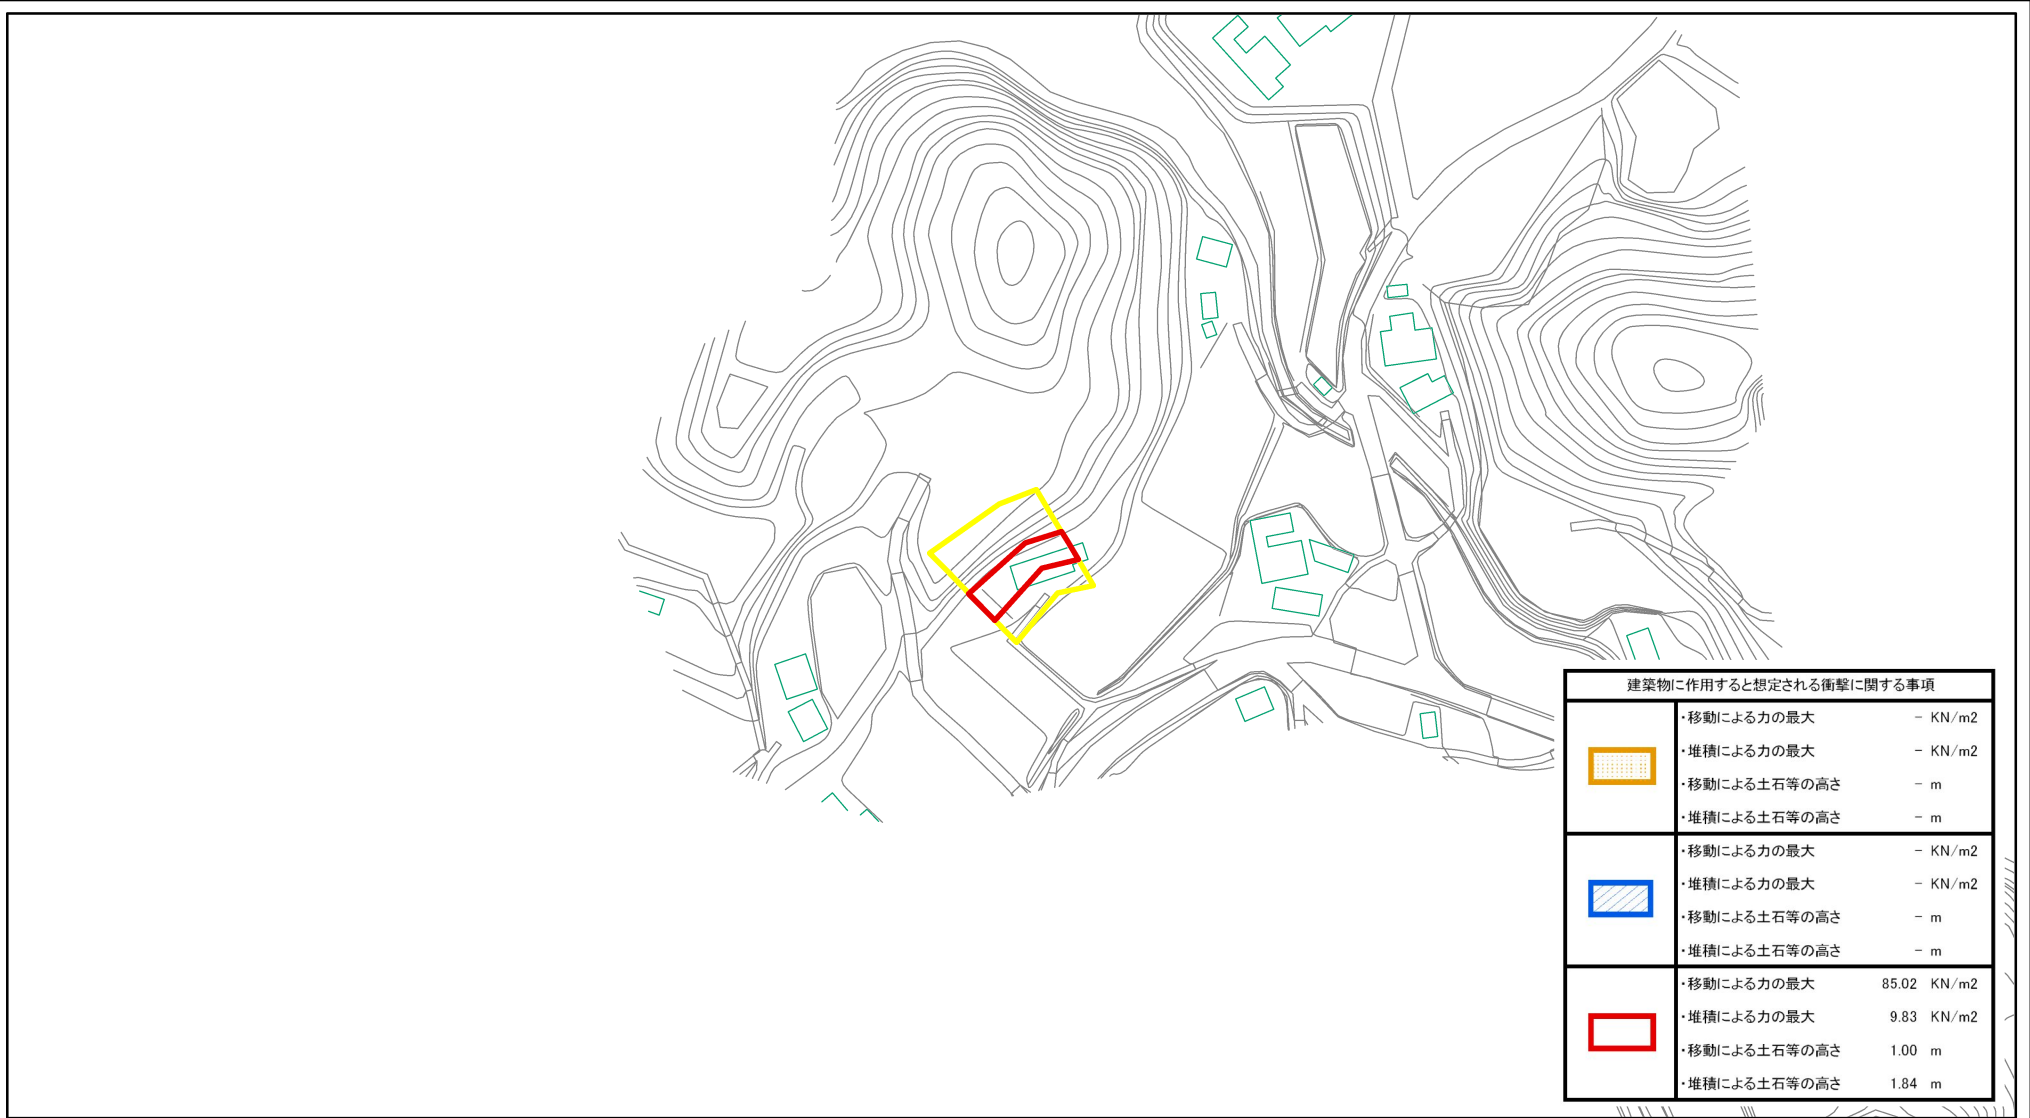 建築物に作用すると想定される衝撃に関する事項
・移動による力の最大 － KN/m2
・堆積による力の最大 － KN/m2
・移動による土石等の高さ － m
・堆積による土石等の高さ － m
・移動による力の最大 － KN/m2
・堆積による力の最大 － KN/m2
・移動による土石等の高さ － m
・堆積による土石等の高さ － m
・移動による力の最大 85.02 KN/m2
・堆積による力の最大 9.83 KN/m2
・移動による土石等の高さ 1.00 m
・堆積による土石等の高さ 1.84 m